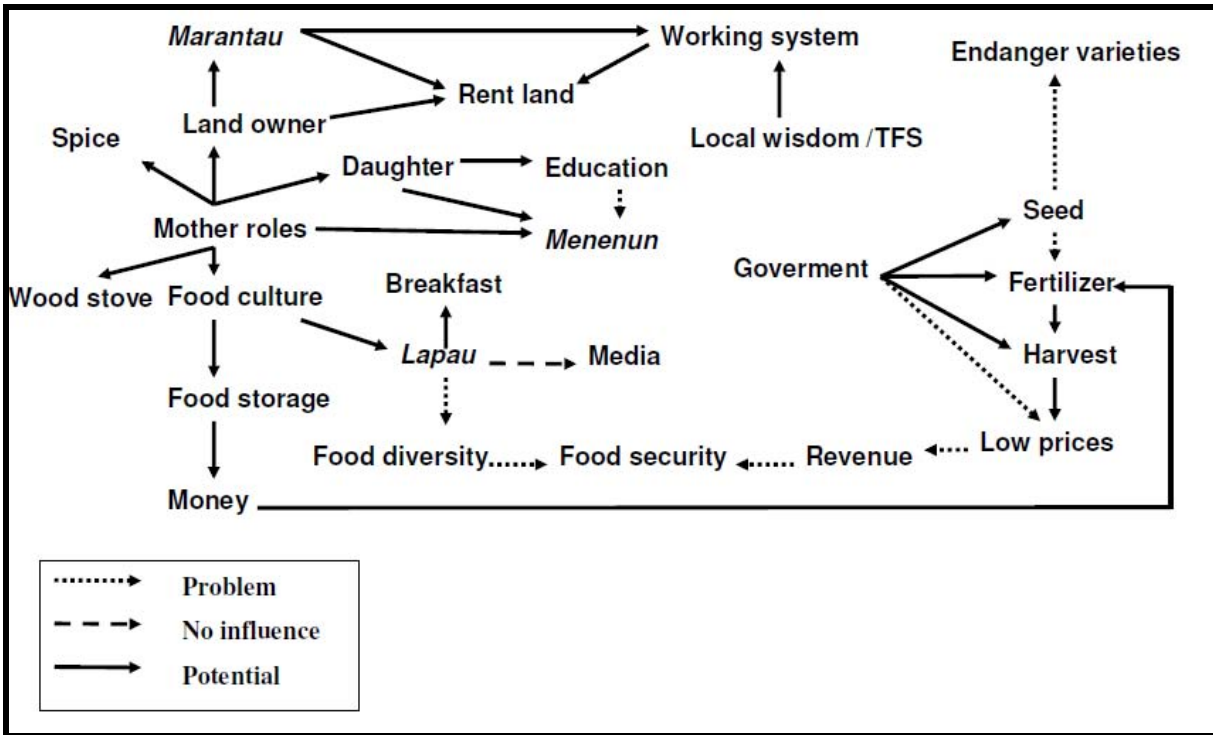 Marantau
Working system
Endanger varieties
Rent land
Spice
Land owner
Local wisdom /TFS
Daughter
Education
Seed
Mother roles
Menenun
Goverment
Fertilizer
Wood stove
Food culture
Breakfast
Lapau
Media
Harvest
Food storage
Food diversity
Food security
Revenue
Low prices
Money
Problem
No influence
Potential